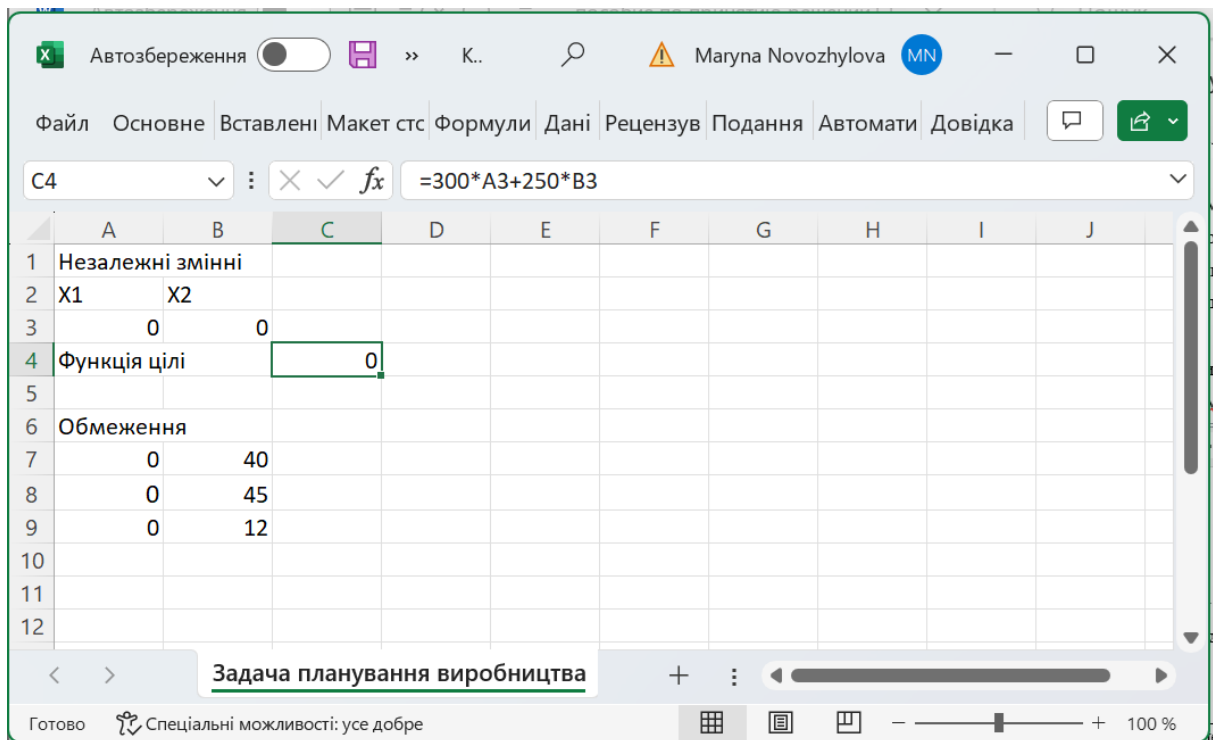 Автозбереження K.. Maryna Novozhylova MN
Файл Основне Вставлені Макет стс Формули Дані Рецензув Подання Автомати Довідка
C4 fx =300*A3+250*B3
A B C D E F G H I J
1 Незалежні змінні
2 X1 X2
3 0 0
4 Функція цілі 0
5
6 Обмеження
7 0 40
8 0 45
9 0 12
10
11
12
Задача планування виробництва
Готово Спеціальні можливості: усе добре 100 %